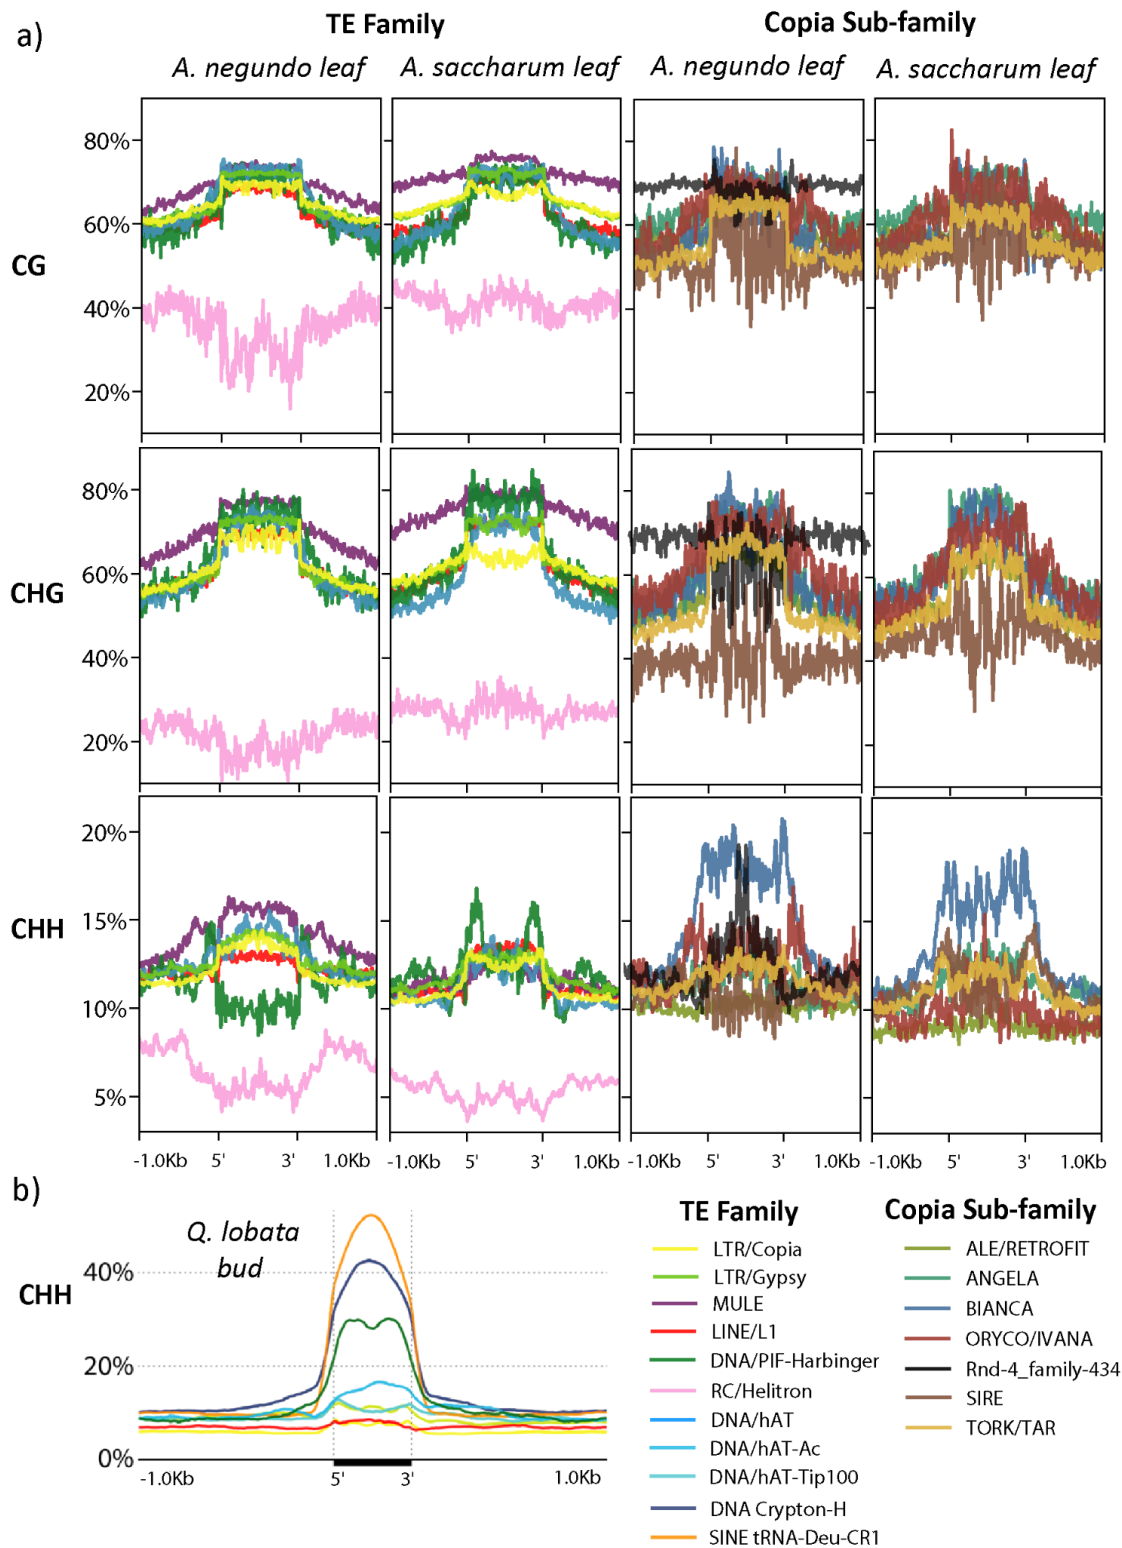 a)
TE Family
Copia Sub-family
A. negundo leaf
A. saccharum leaf
A. negundo leaf
A. saccharum leaf
CG
80%
60%
40%
20%
CHG
80%
60%
40%
20%
CHH
20%
15%
10%
5%
-1.0Kb 5' 3' 1.0Kb
-1.0Kb 5' 3' 1.0Kb
-1.0Kb 5' 3' 1.0Kb
-1.0Kb 5' 3' 1.0Kb
b)
Q. lobata
bud
CHH
40%
20%
0%
-1.0Kb 5' 3' 1.0Kb
TE Family
LTR/Copia
LTR/Gypsy
MULE
LINE/L1
DNA/PIF-Harbinger
RC/Helitron
DNA/hAT
DNA/hAT-Ac
DNA/hAT-Tip100
DNA Crypton-H
SINE tRNA-Deu-CR1
Copia Sub-family
ALE/RETROFIT
ANGELA
BIANCA
ORYCO/IVANA
Rnd-4_family-434
SIRE
TORK/TAR